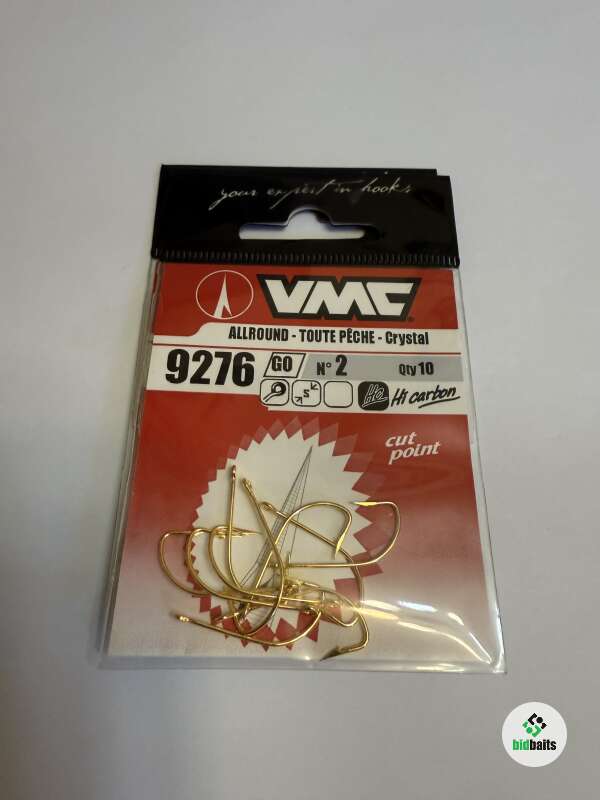 your expert in hooks
VMC
ALLROUND - TOUTE PÊCHE - Crystal
9276 GO N° 2 Qty 10
S Hi Hi carbon
cut
point
bidbaits